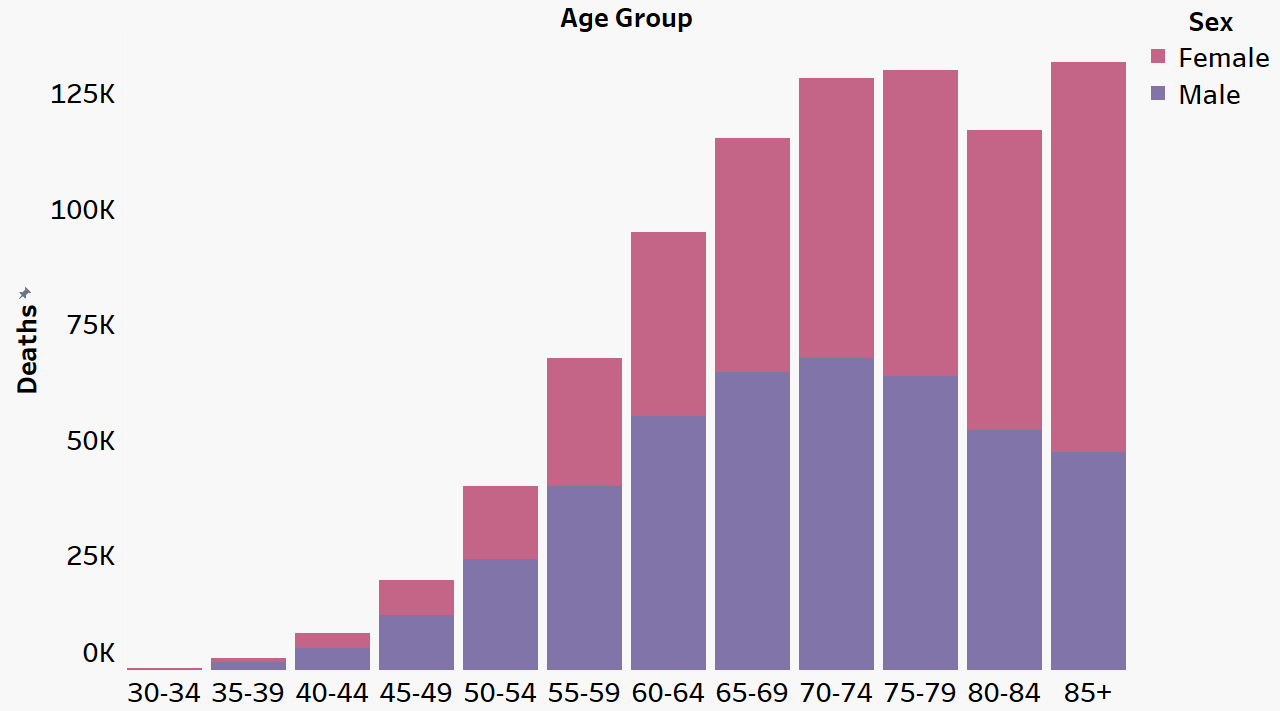 Age Group
Sex
Female
Male
125K
100K
75K
50K
25K
0K
Deaths
30-34 35-39 40-44 45-49 50-54 55-59 60-64 65-69 70-74 75-79 80-84 85+